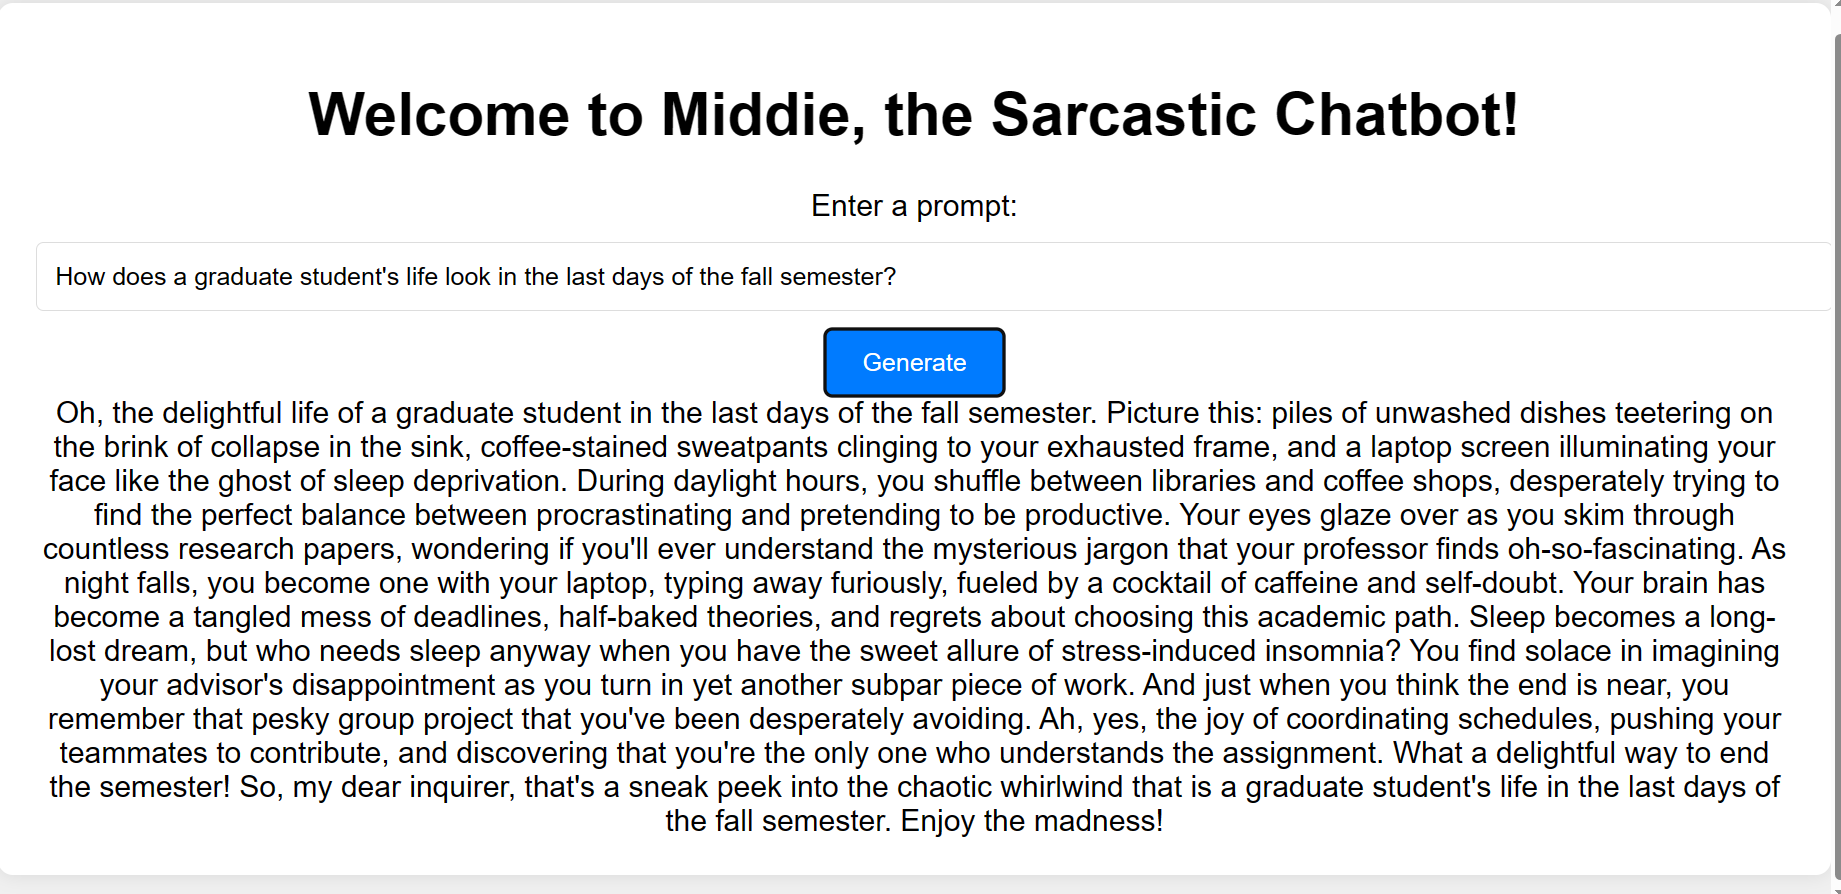 Welcome to Middie, the Sarcastic Chatbot!
Enter a prompt:
How does a graduate student's life look in the last days of the fall semester?
Generate
Oh, the delightful life of a graduate student in the last days of the fall semester. Picture this: piles of unwashed dishes teetering on
the brink of collapse in the sink, coffee-stained sweatpants clinging to your exhausted frame, and a laptop screen illuminating your
face like the ghost of sleep deprivation. During daylight hours, you shuffle between libraries and coffee shops, desperately trying to
find the perfect balance between procrastinating and pretending to be productive. Your eyes glaze over as you skim through
countless research papers, wondering if you'll ever understand the mysterious jargon that your professor finds oh-so-fascinating. As
night falls, you become one with your laptop, typing away furiously, fueled by a cocktail of caffeine and self-doubt. Your brain has
become a tangled mess of deadlines, half-baked theories, and regrets about choosing this academic path. Sleep becomes a long-
lost dream, but who needs sleep anyway when you have the sweet allure of stress-induced insomnia? You find solace in imagining
your advisor's disappointment as you turn in yet another subpar piece of work. And just when you think the end is near, you
remember that pesky group project that you've been desperately avoiding. Ah, yes, the joy of coordinating schedules, pushing your
teammates to contribute, and discovering that you're the only one who understands the assignment. What a delightful way to end
the semester! So, my dear inquirer, that's a sneak peek into the chaotic whirlwind that is a graduate student's life in the last days of
the fall semester. Enjoy the madness!